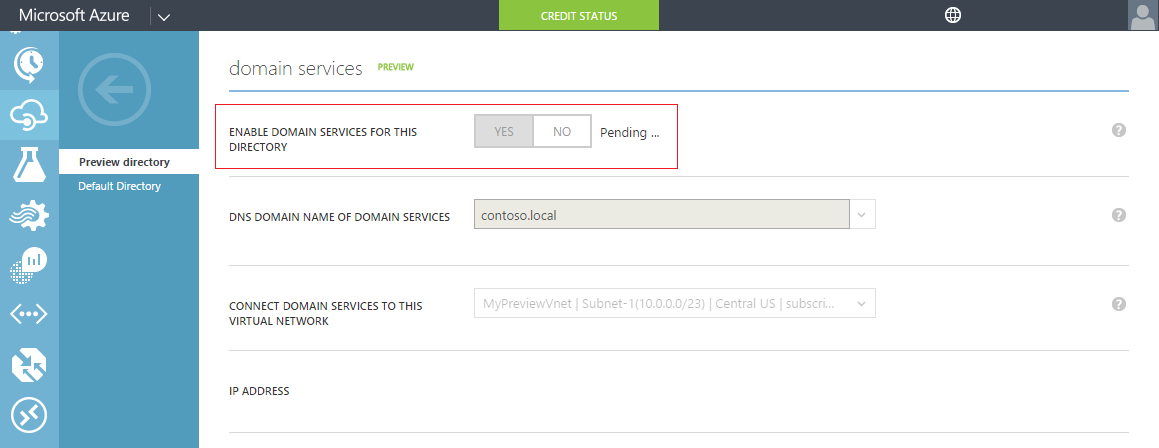 Microsoft Azure
CREDIT STATUS
Preview directory
Default Directory
domain services PREVIEW
ENABLE DOMAIN SERVICES FOR THIS
DIRECTORY
YES NO Pending ...
?
DNS DOMAIN NAME OF DOMAIN SERVICES
contoso.local
?
CONNECT DOMAIN SERVICES TO THIS
VIRTUAL NETWORK
MyPreviewVnet | Subnet-1(10.0.0.0/23) | Central US | subscri...
?
IP ADDRESS